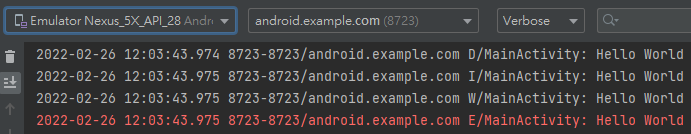 Emulator Nexus_5X_API_28 Andro
android.example.com (8723)
Verbose
2022-02-26 12:03:43.974 8723-8723/android.example.com D/MainActivity: Hello World
2022-02-26 12:03:43.975 8723-8723/android.example.com I/MainActivity: Hello World
2022-02-26 12:03:43.975 8723-8723/android.example.com W/MainActivity: Hello World
2022-02-26 12:03:43.975 8723-8723/android.example.com E/MainActivity: Hello World